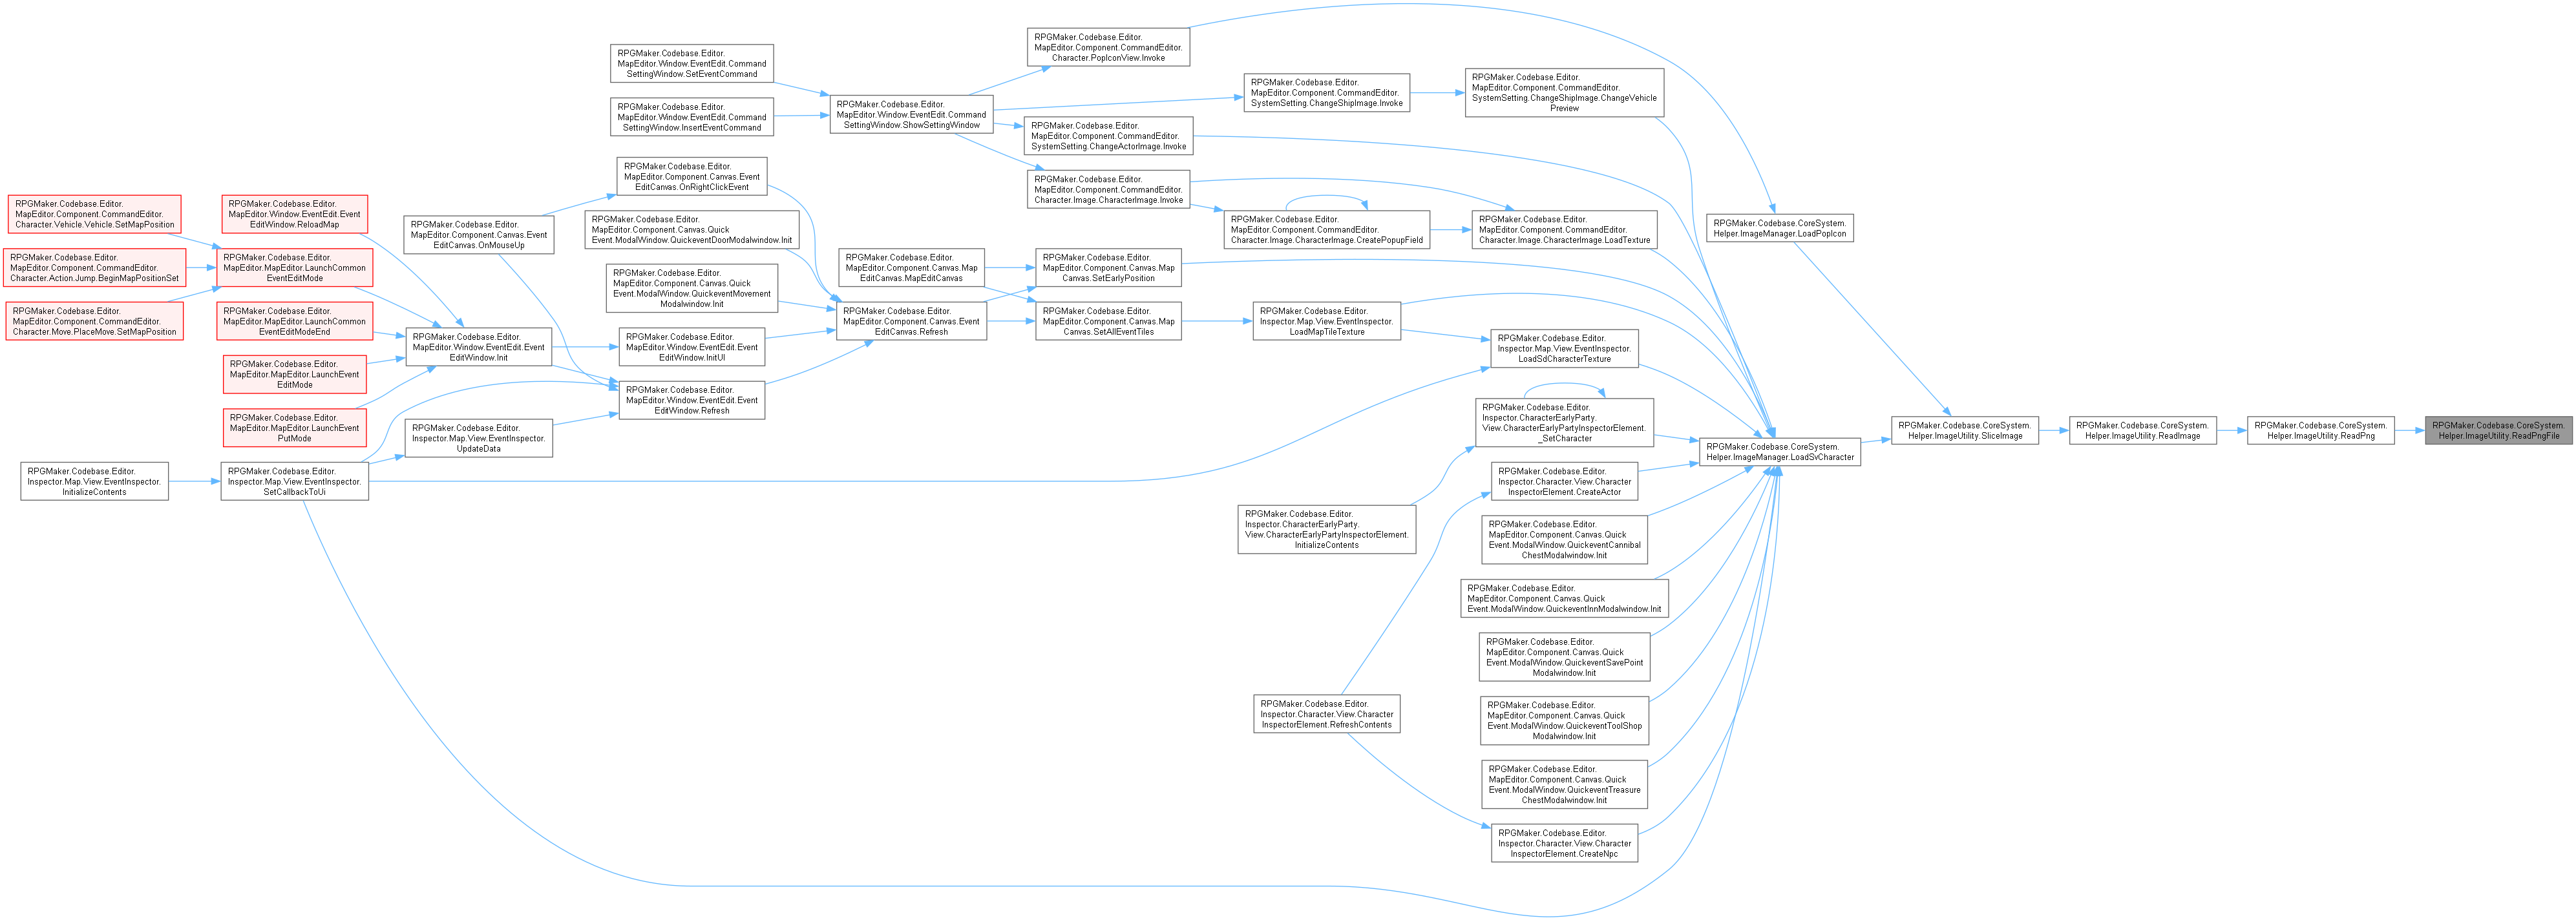 RPGMaker.Codebase.Editor.
MapEditor.Component.CommandEditor.
Character.Vehicle.Vehicle.SetMapPosition
RPGMaker.Codebase.Editor.
MapEditor.Component.CommandEditor.
Character.Action.Jump.BeginMapPositionSet
RPGMaker.Codebase.Editor.
MapEditor.Component.CommandEditor.
Character.Move.PlaceMove.SetMapPosition
RPGMaker.Codebase.Editor.
Inspector.Map.View.EventInspector.
InitializeContents
RPGMaker.Codebase.Editor.
MapEditor.Window.EventEdit.Event
EditWindow.ReloadMap
RPGMaker.Codebase.Editor.
MapEditor.MapEditor.LaunchCommon
EventEditMode
RPGMaker.Codebase.Editor.
MapEditor.MapEditor.LaunchCommon
EventEditModeEnd
RPGMaker.Codebase.Editor.
MapEditor.MapEditor.LaunchEvent
EditMode
RPGMaker.Codebase.Editor.
MapEditor.MapEditor.LaunchEvent
PutMode
RPGMaker.Codebase.Editor.
Inspector.Map.View.EventInspector.
SetCallbackToUi
RPGMaker.Codebase.Editor.
MapEditor.Component.Canvas.Event
EditCanvas.OnMouseUp
RPGMaker.Codebase.Editor.
MapEditor.Window.EventEdit.Event
EditWindow.Init
RPGMaker.Codebase.Editor.
Inspector.Map.View.EventInspector.
UpdateData
RPGMaker.Codebase.Editor.
MapEditor.Window.EventEdit.Command
SettingWindow.SetEventCommand
RPGMaker.Codebase.Editor.
MapEditor.Window.EventEdit.Command
SettingWindow.InsertEventCommand
RPGMaker.Codebase.Editor.
MapEditor.Component.Canvas.Event
EditCanvas.OnRightClickEvent
RPGMaker.Codebase.Editor.
MapEditor.Component.Canvas.Quick
Event.ModalWindow.QuickeventDoorModalwindow.Init
RPGMaker.Codebase.Editor.
MapEditor.Component.Canvas.Quick
Event.ModalWindow.QuickeventMovement
Modalwindow.Init
RPGMaker.Codebase.Editor.
MapEditor.Window.EventEdit.Event
EditWindow.InitUI
RPGMaker.Codebase.Editor.
MapEditor.Window.EventEdit.Event
EditWindow.Refresh
RPGMaker.Codebase.Editor.
MapEditor.Window.EventEdit.Command
SettingWindow.ShowSettingWindow
RPGMaker.Codebase.Editor.
MapEditor.Component.Canvas.Map
EditCanvas.MapEditCanvas
RPGMaker.Codebase.Editor.
MapEditor.Component.Canvas.Event
EditCanvas.Refresh
RPGMaker.Codebase.Editor.
MapEditor.Component.CommandEditor.
Character.PopIconView.Invoke
RPGMaker.Codebase.Editor.
MapEditor.Component.CommandEditor.
SystemSetting.ChangeActorImage.Invoke
RPGMaker.Codebase.Editor.
MapEditor.Component.CommandEditor.
Character.Image.CharacterImage.Invoke
RPGMaker.Codebase.Editor.
MapEditor.Component.Canvas.Map
Canvas.SetEarlyPosition
RPGMaker.Codebase.Editor.
MapEditor.Component.Canvas.Map
Canvas.SetAllEventTiles
RPGMaker.Codebase.Editor.
MapEditor.Component.CommandEditor.
SystemSetting.ChangeShipImage.Invoke
RPGMaker.Codebase.Editor.
MapEditor.Component.CommandEditor.
Character.Image.CharacterImage.CreatePopupField
RPGMaker.Codebase.Editor.
Inspector.Map.View.EventInspector.
LoadMapTileTexture
RPGMaker.Codebase.Editor.
Inspector.CharacterEarlyParty.
View.CharacterEarlyPartyInspectorElement.
InitializeContents
RPGMaker.Codebase.Editor.
Inspector.Character.View.Character
InspectorElement.RefreshContents
RPGMaker.Codebase.Editor.
MapEditor.Component.CommandEditor.
SystemSetting.ChangeShipImage.ChangeVehicle
Preview
RPGMaker.Codebase.Editor.
MapEditor.Component.CommandEditor.
Character.Image.CharacterImage.LoadTexture
RPGMaker.Codebase.Editor.
Inspector.Map.View.EventInspector.
LoadSdCharacterTexture
RPGMaker.Codebase.Editor.
Inspector.CharacterEarlyParty.
View.CharacterEarlyPartyInspectorElement.
_SetCharacter
RPGMaker.Codebase.Editor.
Inspector.Character.View.Character
InspectorElement.CreateActor
RPGMaker.Codebase.Editor.
MapEditor.Component.Canvas.Quick
Event.ModalWindow.QuickeventCannibal
ChestModalwindow.Init
RPGMaker.Codebase.Editor.
MapEditor.Component.Canvas.Quick
Event.ModalWindow.QuickeventInnModalwindow.Init
RPGMaker.Codebase.Editor.
MapEditor.Component.Canvas.Quick
Event.ModalWindow.QuickeventSavePoint
Modalwindow.Init
RPGMaker.Codebase.Editor.
MapEditor.Component.Canvas.Quick
Event.ModalWindow.QuickeventToolShop
Modalwindow.Init
RPGMaker.Codebase.Editor.
MapEditor.Component.Canvas.Quick
Event.ModalWindow.QuickeventTreasure
ChestModalwindow.Init
RPGMaker.Codebase.Editor.
Inspector.Character.View.Character
InspectorElement.CreateNpc
RPGMaker.Codebase.CoreSystem.
Helper.ImageManager.LoadPopIcon
RPGMaker.Codebase.CoreSystem.
Helper.ImageManager.LoadSvCharacter
RPGMaker.Codebase.CoreSystem.
Helper.ImageUtility.SliceImage
RPGMaker.Codebase.CoreSystem.
Helper.ImageUtility.ReadImage
RPGMaker.Codebase.CoreSystem.
Helper.ImageUtility.ReadPng
RPGMaker.Codebase.CoreSystem.
Helper.ImageUtility.ReadPngFile